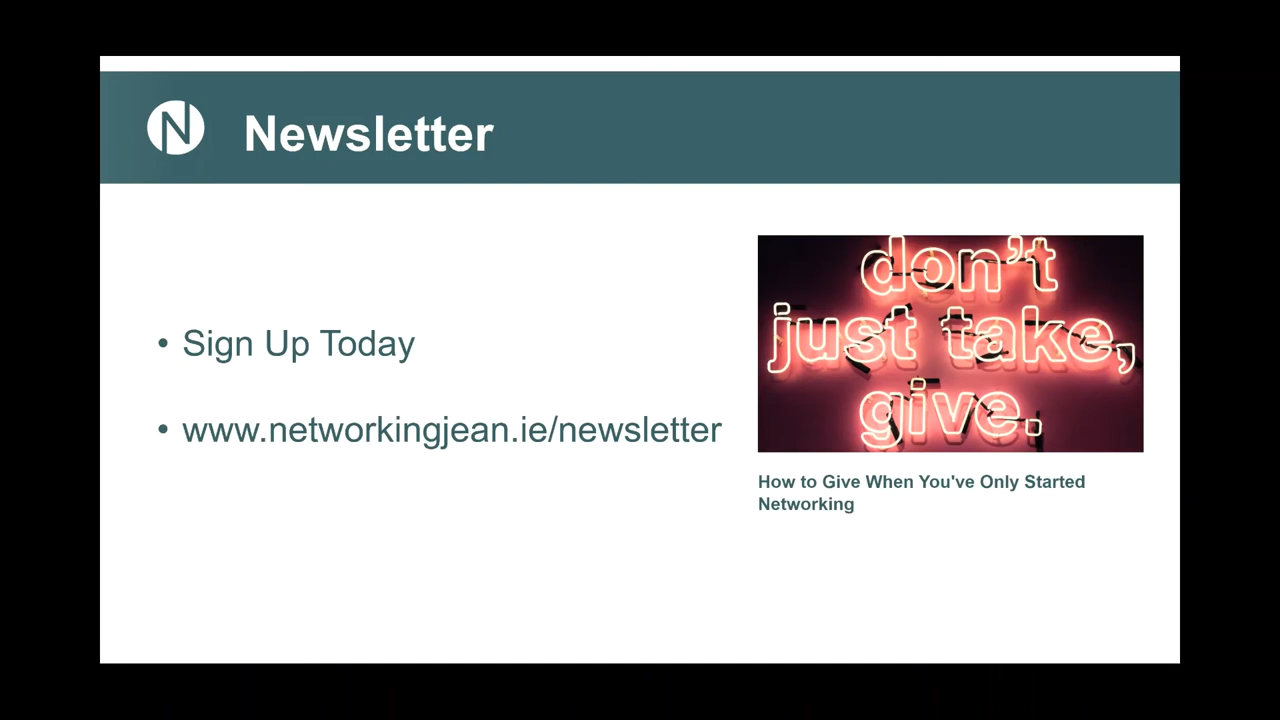 N Newsletter
• Sign Up Today
• www.networkingjean.ie/newsletter
don't
just take,
give.
How to Give When You've Only Started
Networking